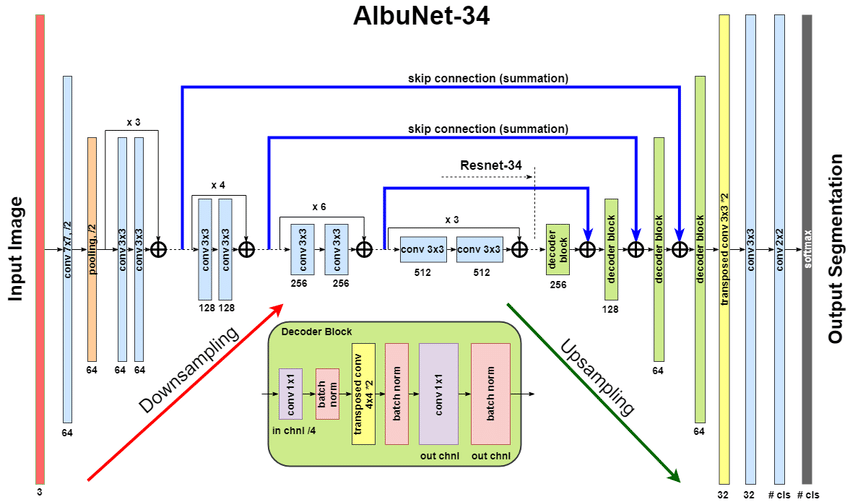 AlbuNet-34
skip connection (summation)
skip connection (summation)
Resnet-34
x 3
x 4
x 6
x 3
Input Image
conv 7x7, /2
pooling, /2
conv3x3
conv3x3
conv3x3
conv3x3
conv3x3
conv3x3
conv 3x3
conv 3x3
decoder block
decoder block
decoder block
decoder block
transposed conv 3x3 *2
conv3x3
conv2x2
softmax
Output Segmentation
3
64
64
64
64
128
128
256
256
512
512
256
128
64
64
32
32
# cls
# cls
Downsampling
Upsampling
Decoder Block
conv 1x1
batch norm
transposed conv
4x4 *2
batch norm
conv 1x1
batch norm
in chnl /4
out chnl
out chnl